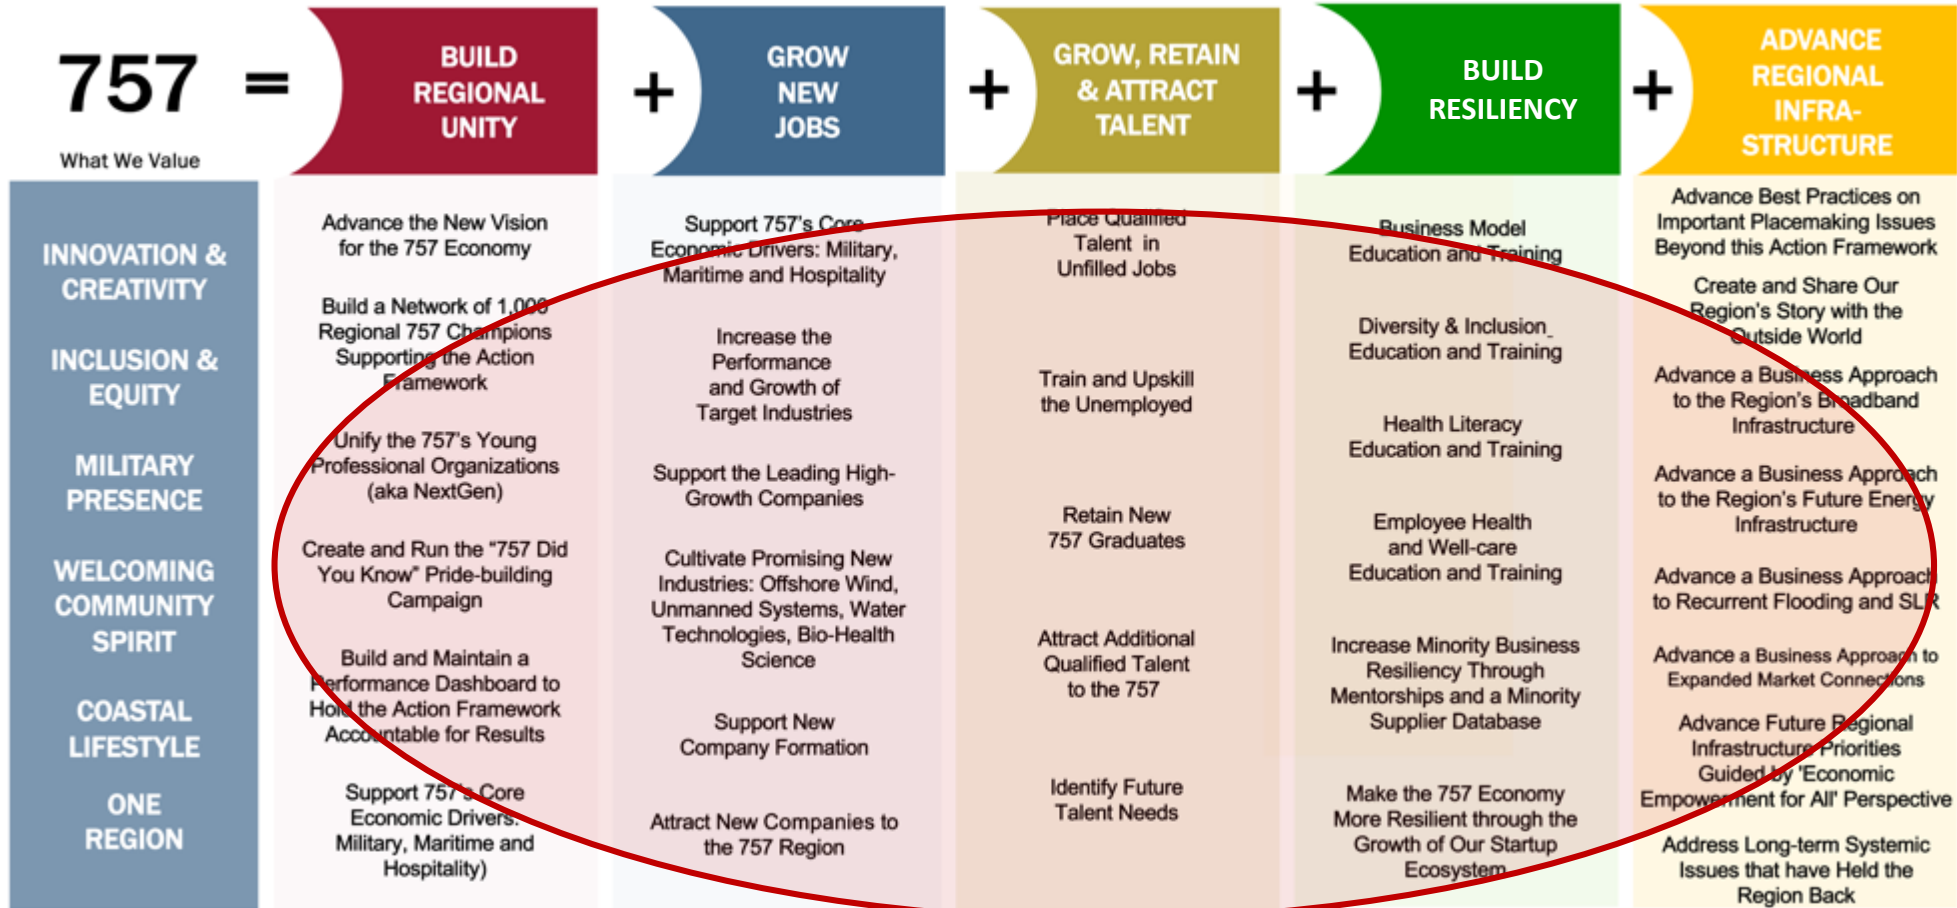 757
=
What We Value
BUILD
REGIONAL
UNITY
+
GROW
NEW
JOBS
+
GROW, RETAIN
& ATTRACT
TALENT
+
BUILD
RESILIENCY
+
ADVANCE
REGIONAL
INFRA-
STRUCTURE
INNOVATION &
CREATIVITY
INCLUSION &
EQUITY
MILITARY
PRESENCE
WELCOMING
COMMUNITY
SPIRIT
COASTAL
LIFESTYLE
ONE
REGION
Advance the New Vision
for the 757 Economy
Build a Network of 1,000
Regional 757 Champions
Supporting the Action
Framework
Unify the 757's Young
Professional Organizations
(aka NextGen)
Create and Run the "757 Did
You Know" Pride-building
Campaign
Build and Maintain a
Performance Dashboard to
Hold the Action Framework
Accountable for Results
Support 757's Core
Economic Drivers:
Military, Maritime and
Hospitality)
Support 757's Core
Economic Drivers: Military,
Maritime and Hospitality
Increase the
Performance
and Growth of
Target Industries
Support the Leading High-
Growth Companies
Cultivate Promising New
Industries: Offshore Wind,
Unmanned Systems, Water
Technologies, Bio-Health
Science
Support New
Company Formation
Attract New Companies to
the 757 Region
Place Qualified
Talent in
Unfilled Jobs
Train and Upskill
the Unemployed
Retain New
757 Graduates
Attract Additional
Qualified Talent
to the 757
Identify Future
Talent Needs
Business Model
Education and Training
Diversity & Inclusion_
Education and Training
Health Literacy
Education and Training
Employee Health
and Well-care
Education and Training
Increase Minority Business
Resiliency Through
Mentorships and a Minority
Supplier Database
Make the 757 Economy
More Resilient through the
Growth of Our Startup
Ecosystem
Advance Best Practices on
Important Placemaking Issues
Beyond this Action Framework
Create and Share Our
Region's Story with the
Outside World
Advance a Business Approach
to the Region's Broadband
Infrastructure
Advance a Business Approach
to the Region's Future Energy
Infrastructure
Advance a Business Approach
to Recurrent Flooding and SLR
Advance a Business Approach to
Expanded Market Connections
Advance Future Regional
Infrastructure Priorities
Guided by 'Economic
Empowerment for All' Perspective
Address Long-term Systemic
Issues that have Held the
Region Back